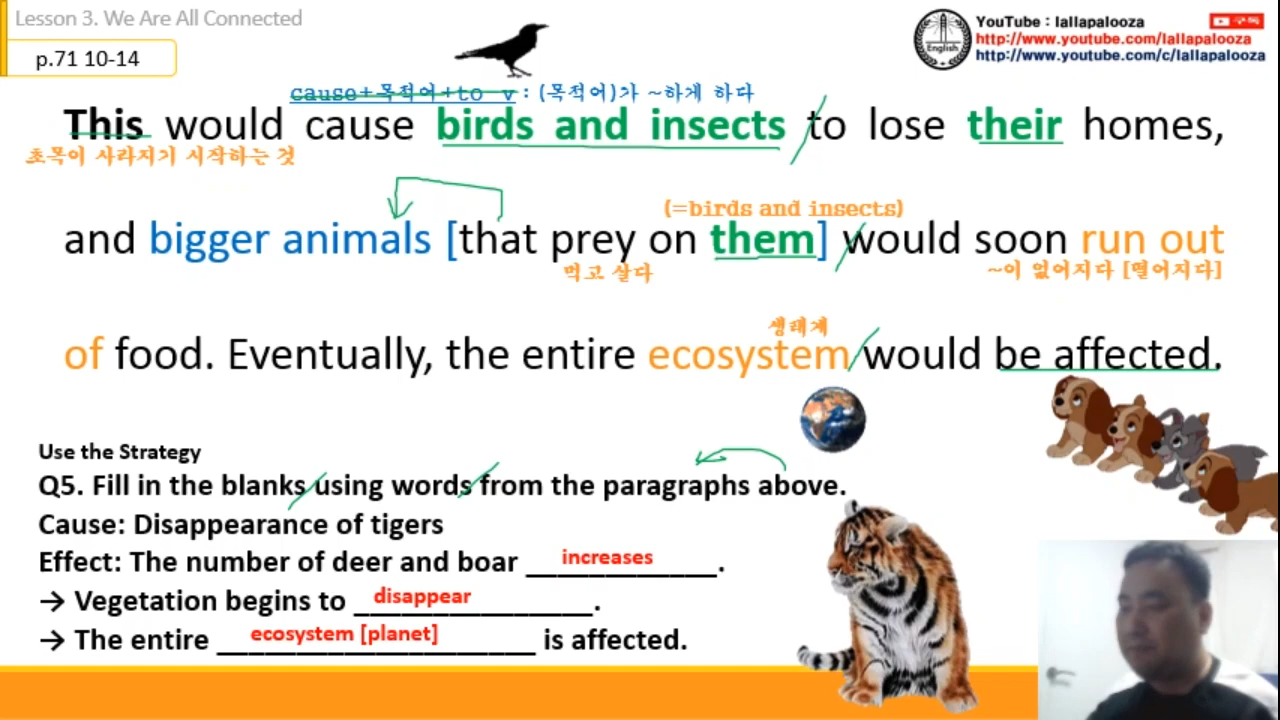 Lesson 3. We Are All Connected
p.71 10-14
English
YouTube : lallapalooza
구독
http://www.youtube.com/lallapalooza
http://www.youtube.com/c/lallapalooza
cause+목적어+to v : (목적어)가 ~하게 하다
This would cause birds and insects to lose their homes,
초목이 사라지기 시작하는 것
(=birds and insects)
and bigger animals [that prey on them] would soon run out
먹고 살다
~이 없어지다 [떨어지다]
생태계
of food. Eventually, the entire ecosystem would be affected.
Use the Strategy
Q5. Fill in the blanks using words from the paragraphs above.
Cause: Disappearance of tigers
Effect: The number of deer and boar increases.
→ Vegetation begins to disappear.
→ The entire ecosystem [planet] is affected.